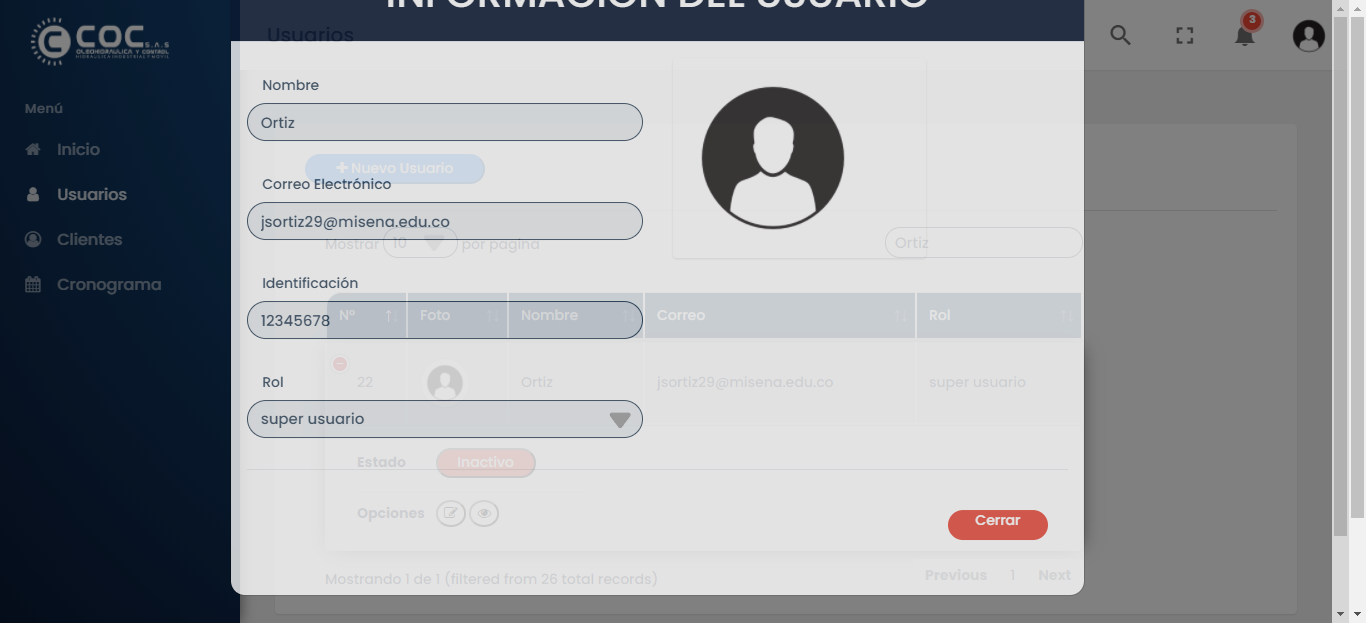 INFORMACIÓN DEL USUARIO
COC S.A.S
OLEOHIDRAULICA Y CONTROL
HIDRAULICA INDUSTRIAL Y MOVIL
Usuarios
3
Menú
Inicio
Usuarios
Clientes
Cronograma
Nombre
Ortiz
Nuevo Usuario
Correo Electrónico
jsortiz29@misena.edu.co
Mostrar 10 por pagina
Ortiz
Identificación
12345678
N° Foto Nombre Correo Rol
22 Ortiz jsortiz29@misena.edu.co super usuario
Rol
super usuario
Estado Inactivo
Opciones
Cerrar
Mostrando 1 de 1 (filtered from 26 total records)
Previous 1 Next